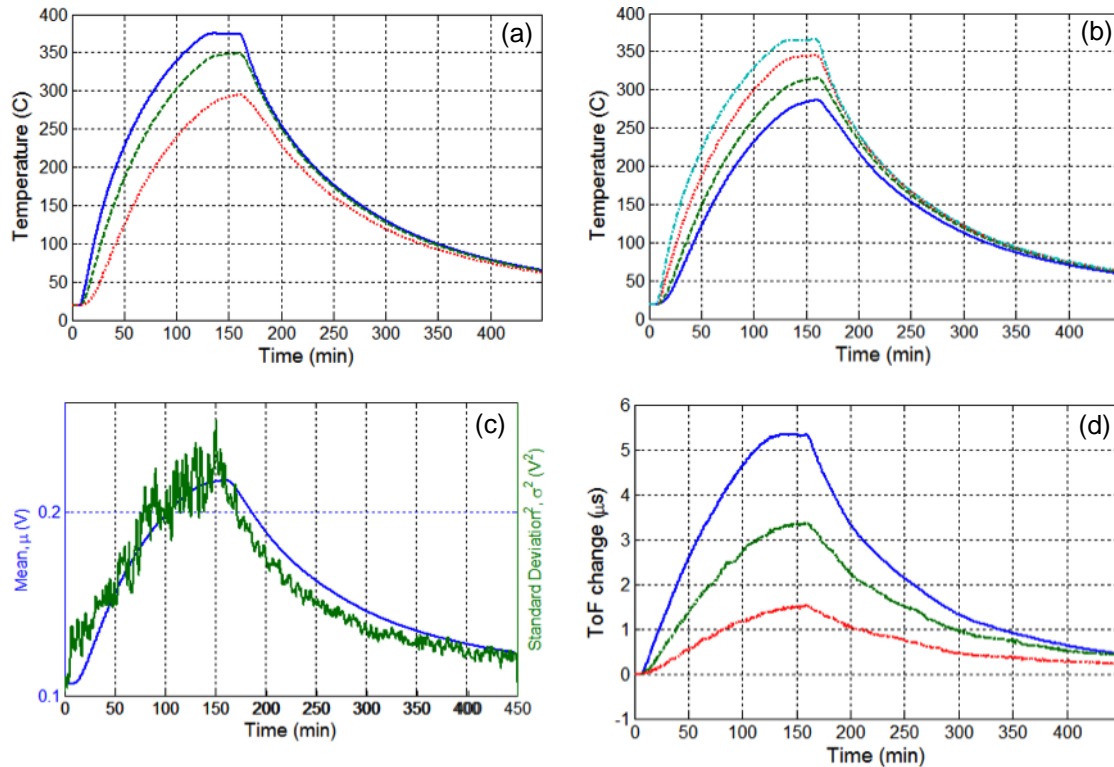 (a)
400
350
300
250
200
150
100
50
0
Temperature (C)
0 50 100 150 200 250 300 350 400
Time (min)
(b)
400
350
300
250
200
150
100
50
0
Temperature (C)
0 50 100 150 200 250 300 350 400
Time (min)
(c)
0.2
0.1
Mean, μ (V)
Standard Deviation², σ² (V²)
0 50 100 150 200 250 300 350 400 450
Time (min)
(d)
6
5
4
3
2
1
0
-1
ToF change (μs)
0 50 100 150 200 250 300 350 400
Time (min)